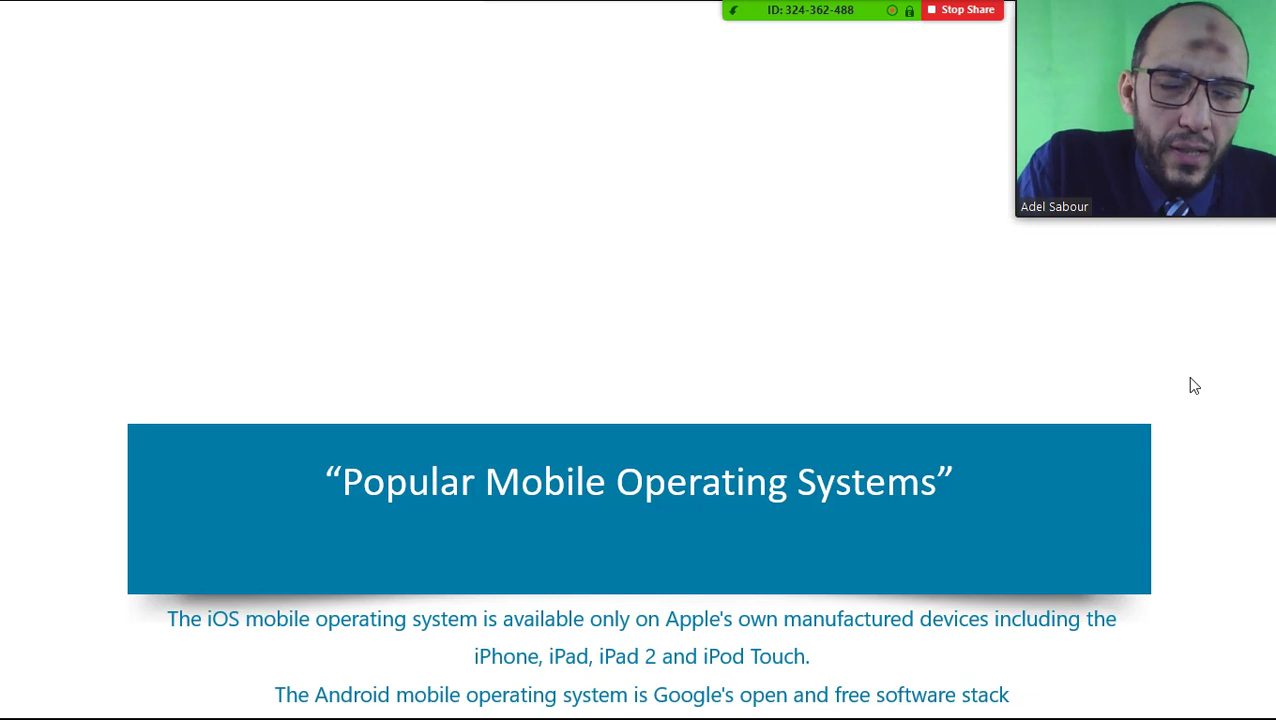 ID: 324-362-488 Stop Share
Adel Sabour
“Popular Mobile Operating Systems”
The iOS mobile operating system is available only on Apple's own manufactured devices including the
iPhone, iPad, iPad 2 and iPod Touch.
The Android mobile operating system is Google's open and free software stack